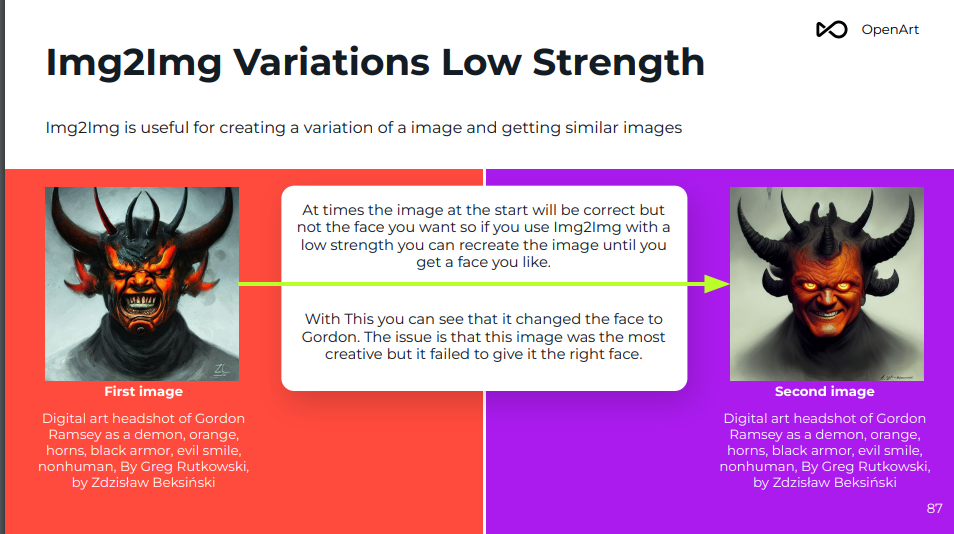 OpenArt
Img2Img Variations Low Strength
Img2Img is useful for creating a variation of a image and getting similar images
At times the image at the start will be correct but
not the face you want so if you use Img2Img with a
low strength you can recreate the image until you
get a face you like.
With This you can see that it changed the face to
Gordon. The issue is that this image was the most
creative but it failed to give it the right face.
First image
Digital art headshot of Gordon
Ramsey as a demon, orange,
horns, black armor, evil smile,
nonhuman, By Greg Rutkowski,
by Zdzisław Beksiński
Second image
Digital art headshot of Gordon
Ramsey as a demon, orange,
horns, black armor, evil smile,
nonhuman, By Greg Rutkowski,
by Zdzisław Beksiński
87